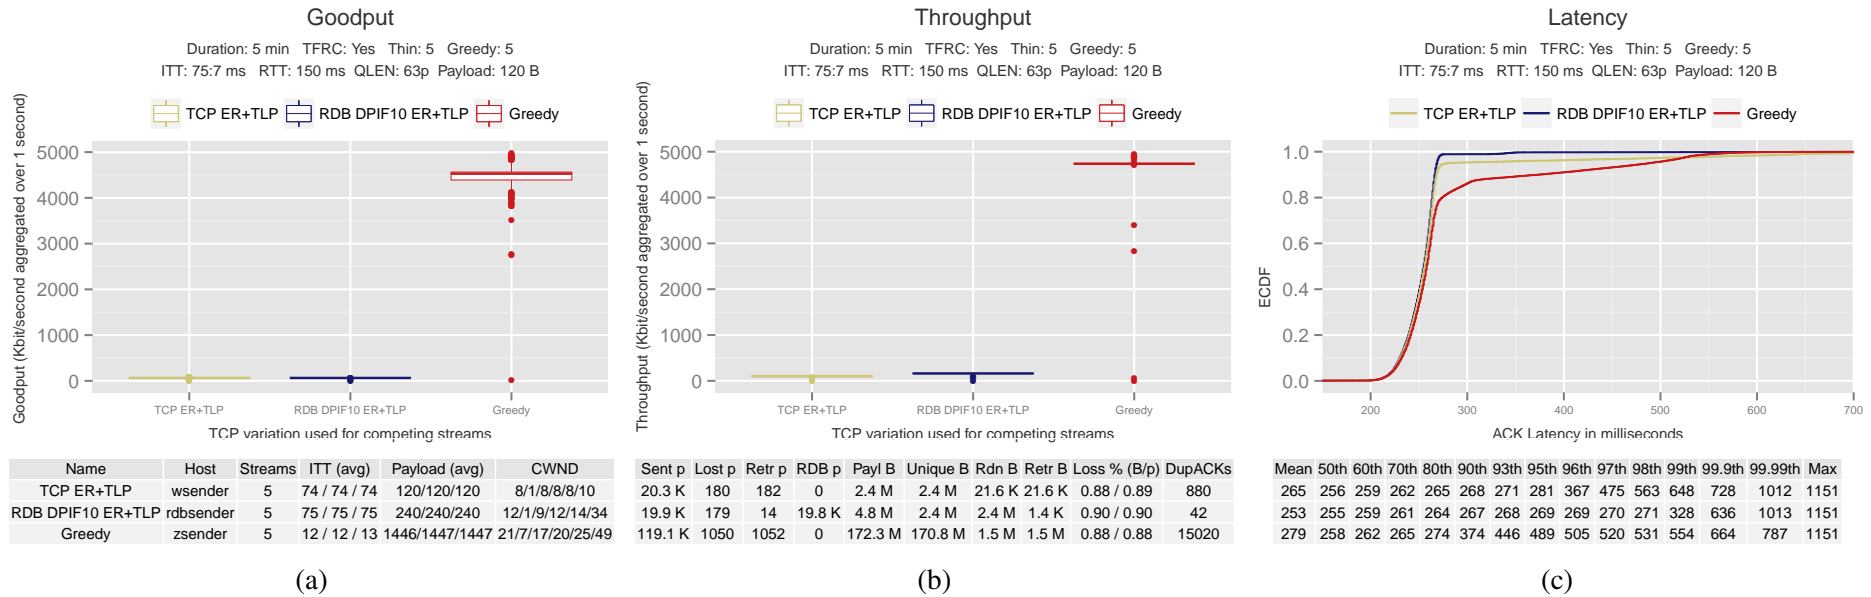 Goodput
Duration: 5 min TFRC: Yes Thin: 5 Greedy: 5
ITT: 75:7 ms RTT: 150 ms QLEN: 63p Payload: 120 B
TCP ER+TLP RDB DPIF10 ER+TLP Greedy
Goodput (Kbit/second aggregated over 1 second)
5000
4000
3000
2000
1000
0
TCP ER+TLP RDB DPIF10 ER+TLP Greedy
TCP variation used for competing streams
Name Host Streams ITT (avg) Payload (avg) CWND
TCP ER+TLP wsender 5 74 / 74 / 74 120/120/120 8/1/8/8/8/10
RDB DPIF10 ER+TLP rdbsender 5 75 / 75 / 75 240/240/240 12/1/9/12/14/34
Greedy zsender 5 12 / 12 / 13 1446/1447/1447 21/7/17/20/25/49
(a)
Throughput
Duration: 5 min TFRC: Yes Thin: 5 Greedy: 5
ITT: 75:7 ms RTT: 150 ms QLEN: 63p Payload: 120 B
TCP ER+TLP RDB DPIF10 ER+TLP Greedy
Throughput (Kbit/second aggregated over 1 second)
5000
4000
3000
2000
1000
0
TCP ER+TLP RDB DPIF10 ER+TLP Greedy
TCP variation used for competing streams
Sent p Lost p Retr p RDB p Payl B Unique B Rdn B Retr B Loss % (B/p) DupACKs
20.3 K 180 182 0 2.4 M 2.4 M 21.6 K 21.6 K 0.88 / 0.89 880
19.9 K 179 14 19.8 K 4.8 M 2.4 M 2.4 M 1.4 K 0.90 / 0.90 42
119.1 K 1050 1052 0 172.3 M 170.8 M 1.5 M 1.5 M 0.88 / 0.88 15020
(b)
Latency
Duration: 5 min TFRC: Yes Thin: 5 Greedy: 5
ITT: 75:7 ms RTT: 150 ms QLEN: 63p Payload: 120 B
TCP ER+TLP RDB DPIF10 ER+TLP Greedy
ECDF
1.0
0.8
0.6
0.4
0.2
0.0
200 300 400 500 600 700
ACK Latency in milliseconds
Mean 50th 60th 70th 80th 90th 93th 95th 96th 97th 98th 99th 99.9th 99.99th Max
265 256 259 262 265 268 271 281 367 475 563 648 728 1012 1151
253 255 259 261 264 267 268 269 269 270 271 328 636 1013 1151
279 258 262 265 274 374 446 489 505 520 531 554 664 787 1151
(c)